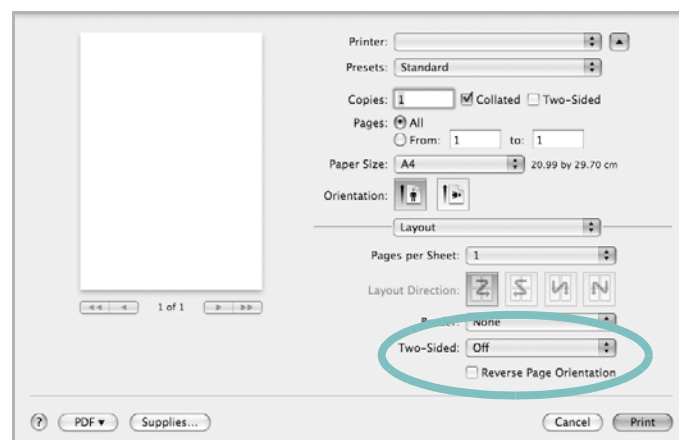 Printer:
Presets: Standard
Copies: 1 Collated Two-Sided
Pages: All
From: 1 to: 1
Paper Size: A4 20.99 by 29.70 cm
Orientation:
Layout
Pages per Sheet: 1
Layout Direction:
1 of 1
None
Two-Sided: Off
Reverse Page Orientation
? PDF Supplies... Cancel Print